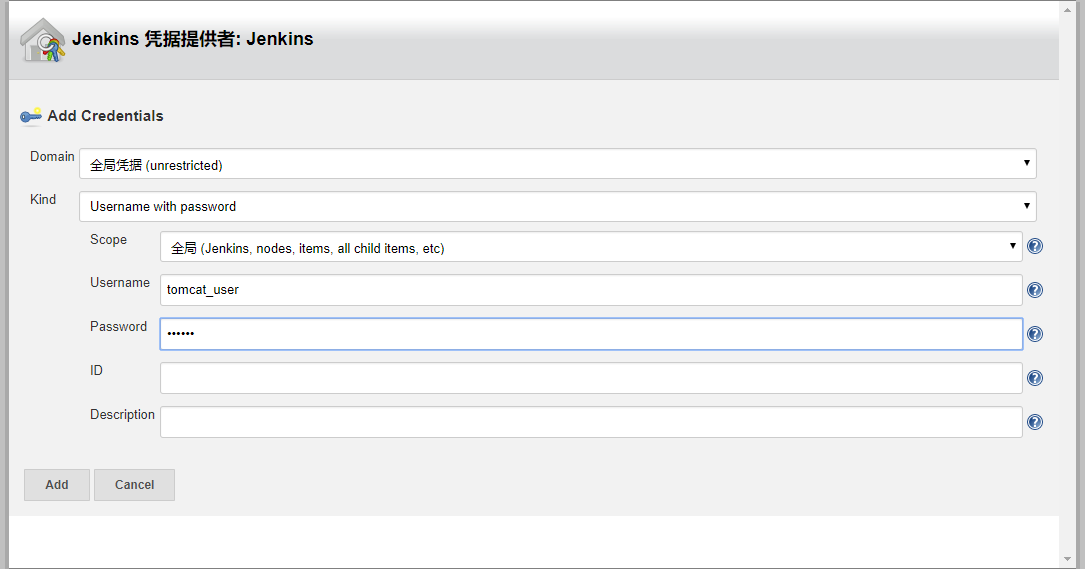 Jenkins 凭据提供者: Jenkins
Add Credentials
Domain
全局凭据 (unrestricted)
Kind
Username with password
Scope
全局 (Jenkins, nodes, items, all child items, etc)
Username
tomcat_user
Password
••••••
ID
Description
Add
Cancel